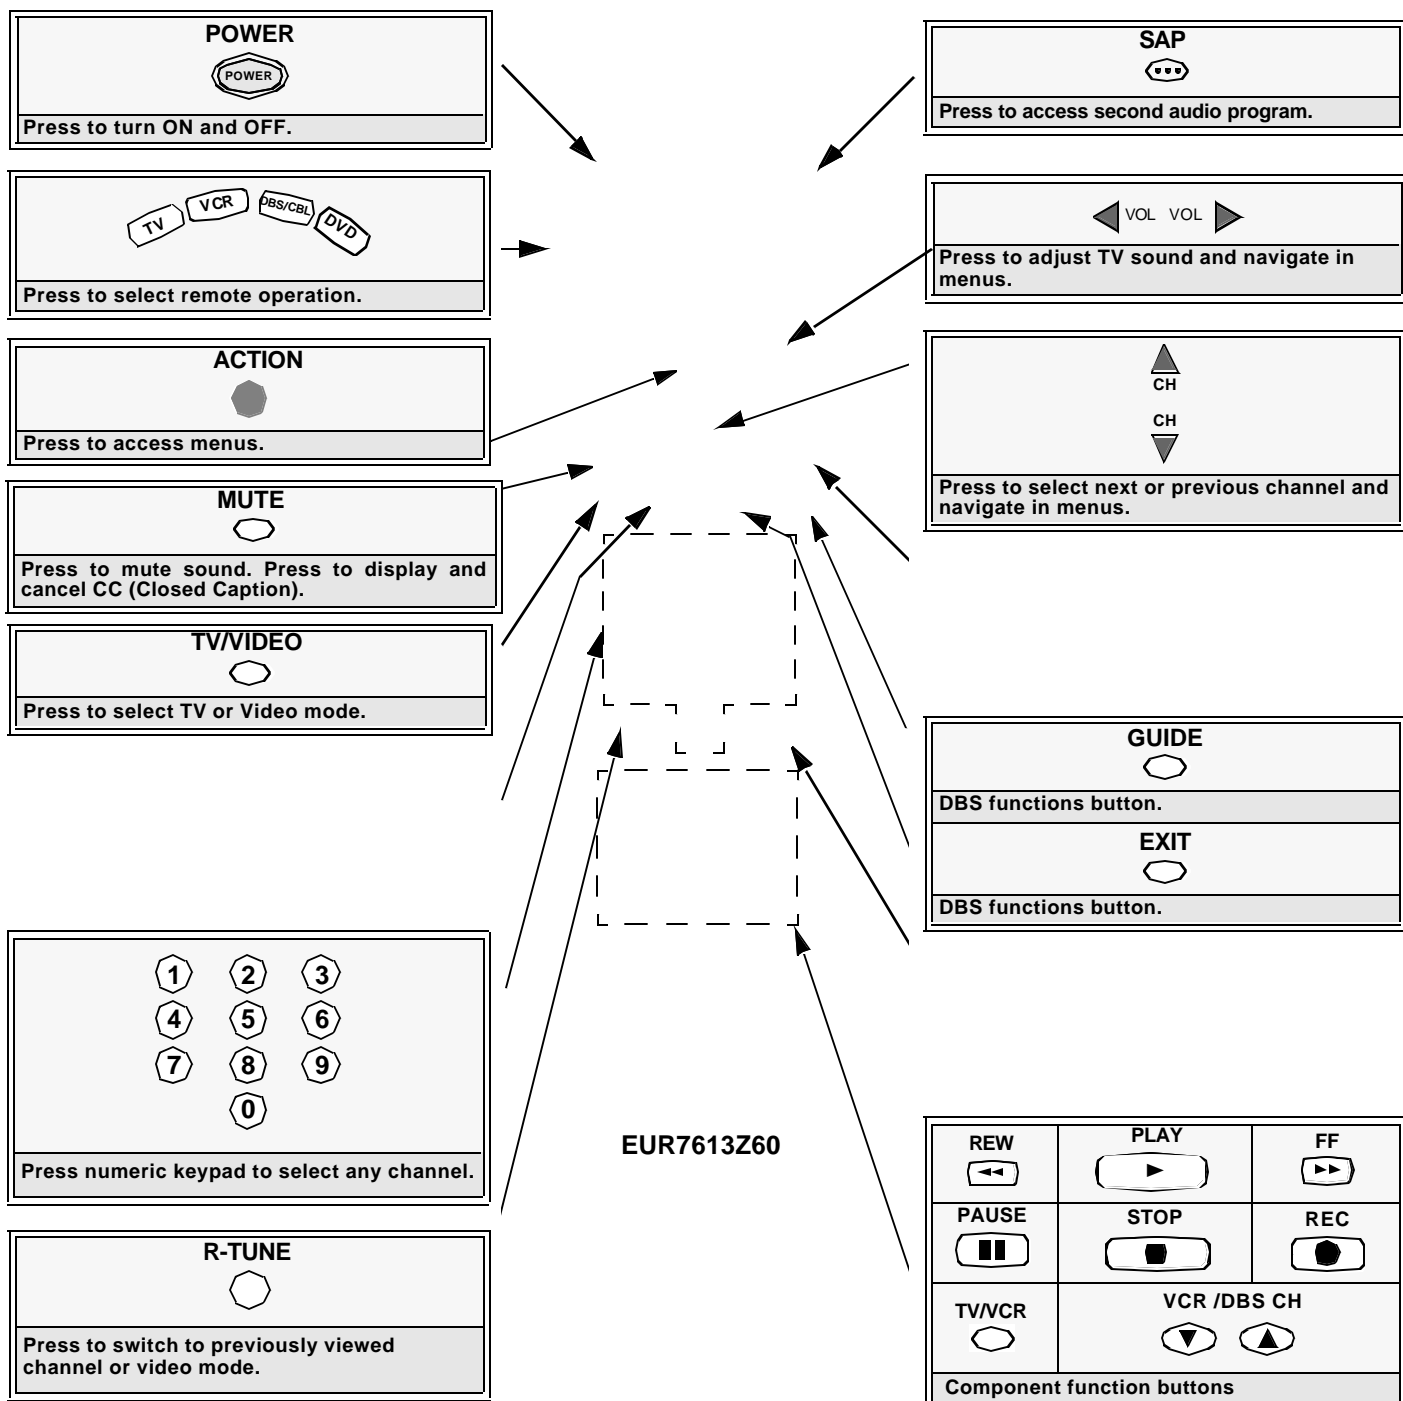 POWER
POWER
Press to turn ON and OFF.
TV VCR DBS/CBL DVD
Press to select remote operation.
ACTION
Press to access menus.
MUTE
Press to mute sound. Press to display and
cancel CC (Closed Caption).
TV/VIDEO
Press to select TV or Video mode.
1 2 3
4 5 6
7 8 9
0
Press numeric keypad to select any channel.
R-TUNE
Press to switch to previously viewed
channel or video mode.
EUR7613Z60
SAP
Press to access second audio program.
VOL VOL
Press to adjust TV sound and navigate in
menus.
CH
CH
Press to select next or previous channel and
navigate in menus.
GUIDE
DBS functions button.
EXIT
DBS functions button.
REW PLAY FF
PAUSE STOP REC
TV/VCR VCR /DBS CH
Component function buttons